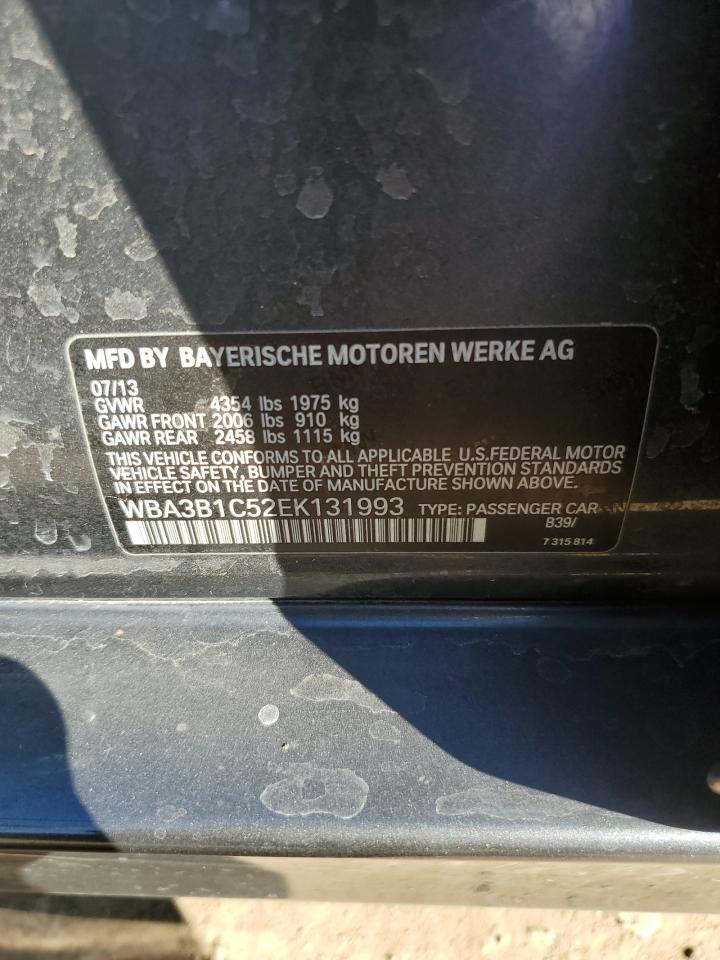 MFD BY BAYERISCHE MOTOREN WERKE AG
07/13
GVWR 4354 lbs 1975 kg
GAWR FRONT 2006 lbs 910 kg
GAWR REAR 2458 lbs 1115 kg
THIS VEHICLE CONFORMS TO ALL APPLICABLE U.S.FEDERAL MOTOR
VEHICLE SAFETY, BUMPER AND THEFT PREVENTION STANDARDS
IN EFFECT ON DATE OF MANUFACTURE SHOWN ABOVE.
WBA3B1C52EK131993 TYPE: PASSENGER CAR
B39/
7 315 814